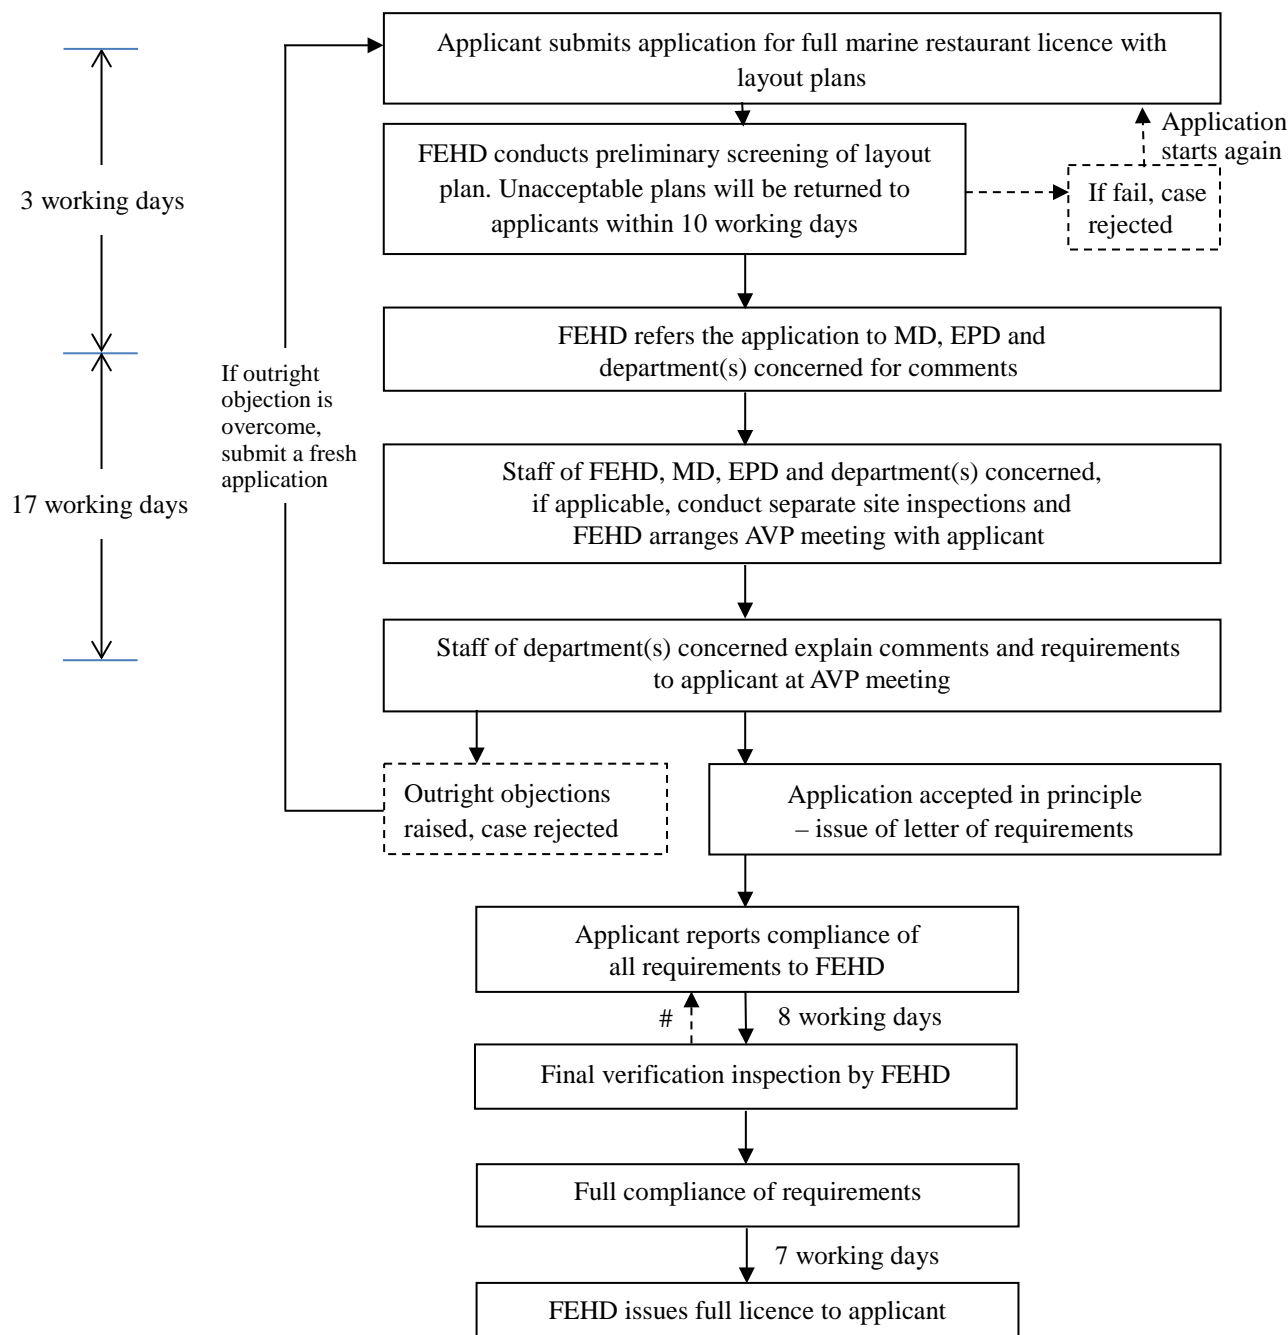 Applicant submits application for full marine restaurant licence with
layout plans
Application
starts again
FEHD conducts preliminary screening of layout
plan. Unacceptable plans will be returned to
applicants within 10 working days
If fail, case
rejected
3 working days
FEHD refers the application to MD, EPD and
department(s) concerned for comments
If outright
objection is
overcome,
submit a fresh
application
17 working days
Staff of FEHD, MD, EPD and department(s) concerned,
if applicable, conduct separate site inspections and
FEHD arranges AVP meeting with applicant
Staff of department(s) concerned explain comments and requirements
to applicant at AVP meeting
Outright objections
raised, case rejected
Application accepted in principle
– issue of letter of requirements
Applicant reports compliance of
all requirements to FEHD
#
8 working days
Final verification inspection by FEHD
Full compliance of requirements
7 working days
FEHD issues full licence to applicant